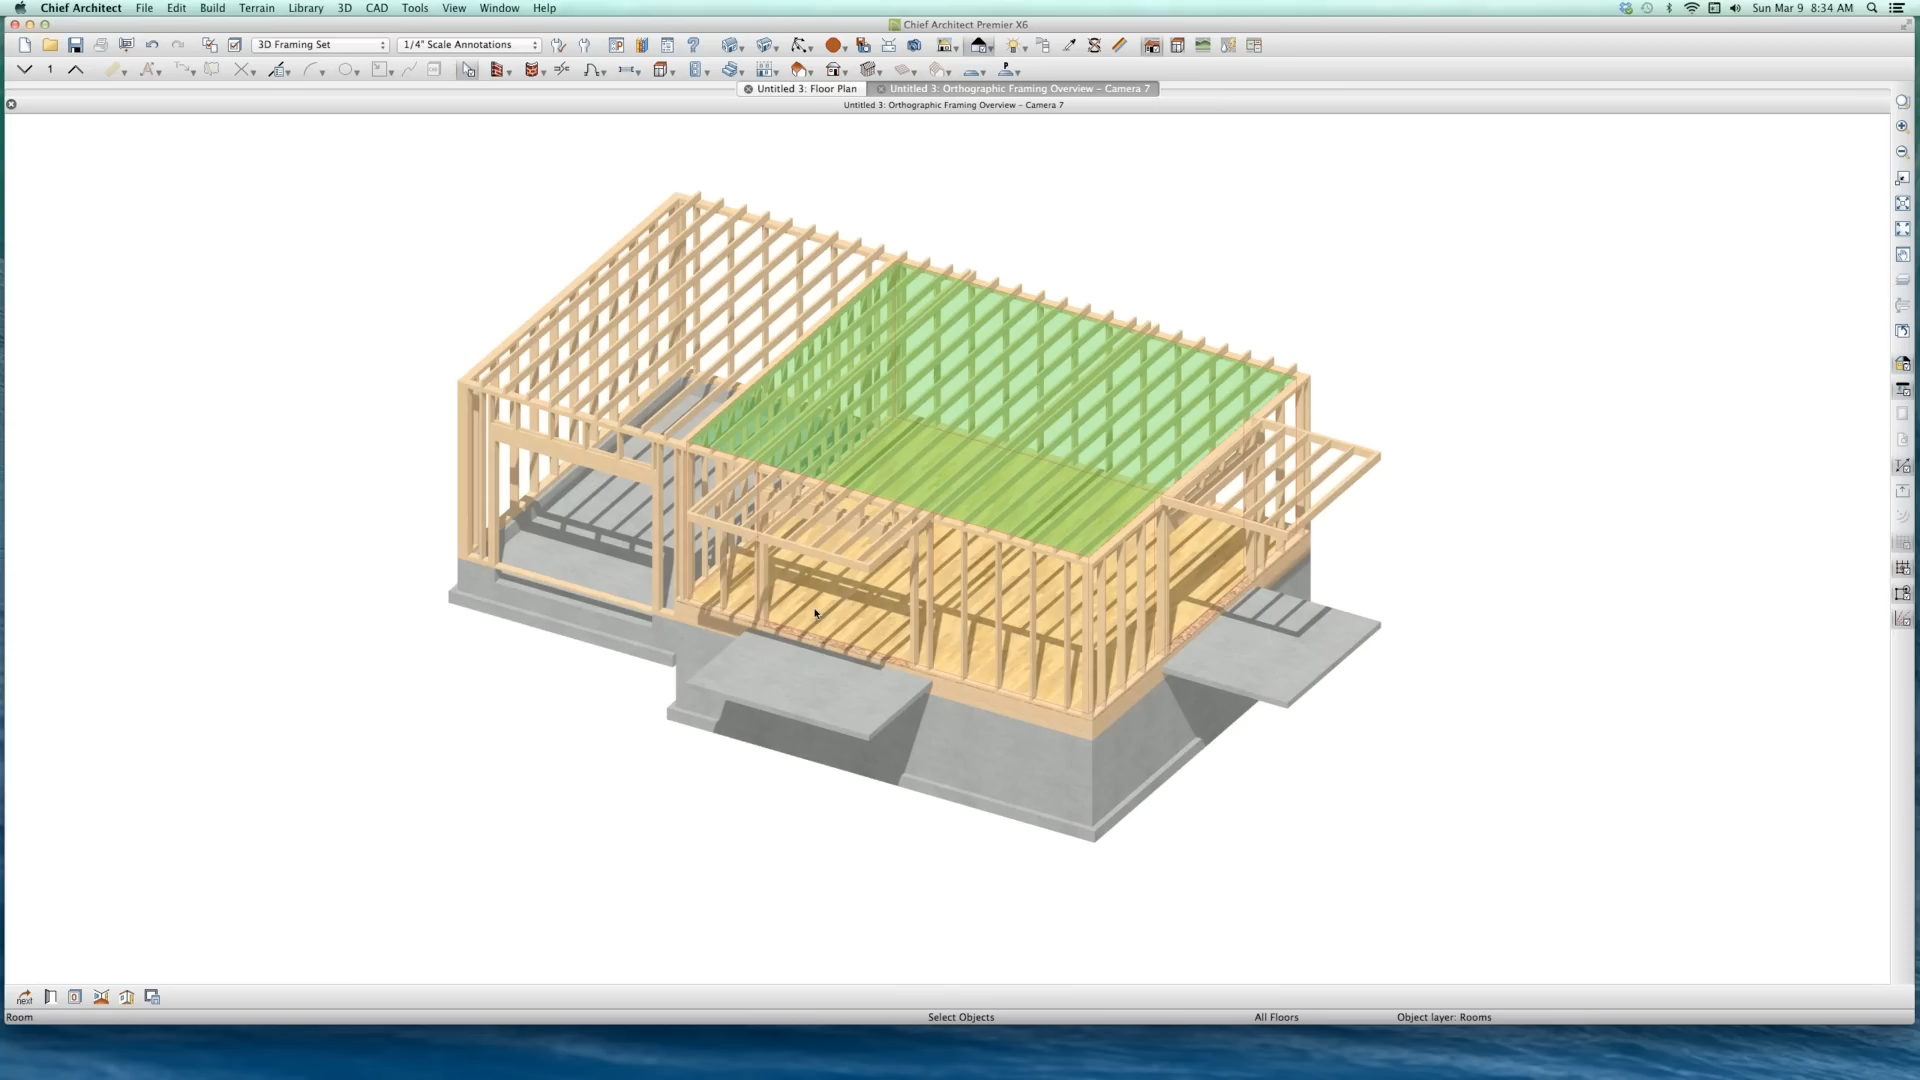 Chief Architect File Edit Build Terrain Library 3D CAD Tools View Window Help Sun Mar 9 8:34 AM
Chief Architect Premier X6
3D Framing Set 1/4" Scale Annotations
1
Untitled 3: Floor Plan Untitled 3: Orthographic Framing Overview – Camera 7
Untitled 3: Orthographic Framing Overview – Camera 7
next
Room Select Objects All Floors Object layer: Rooms